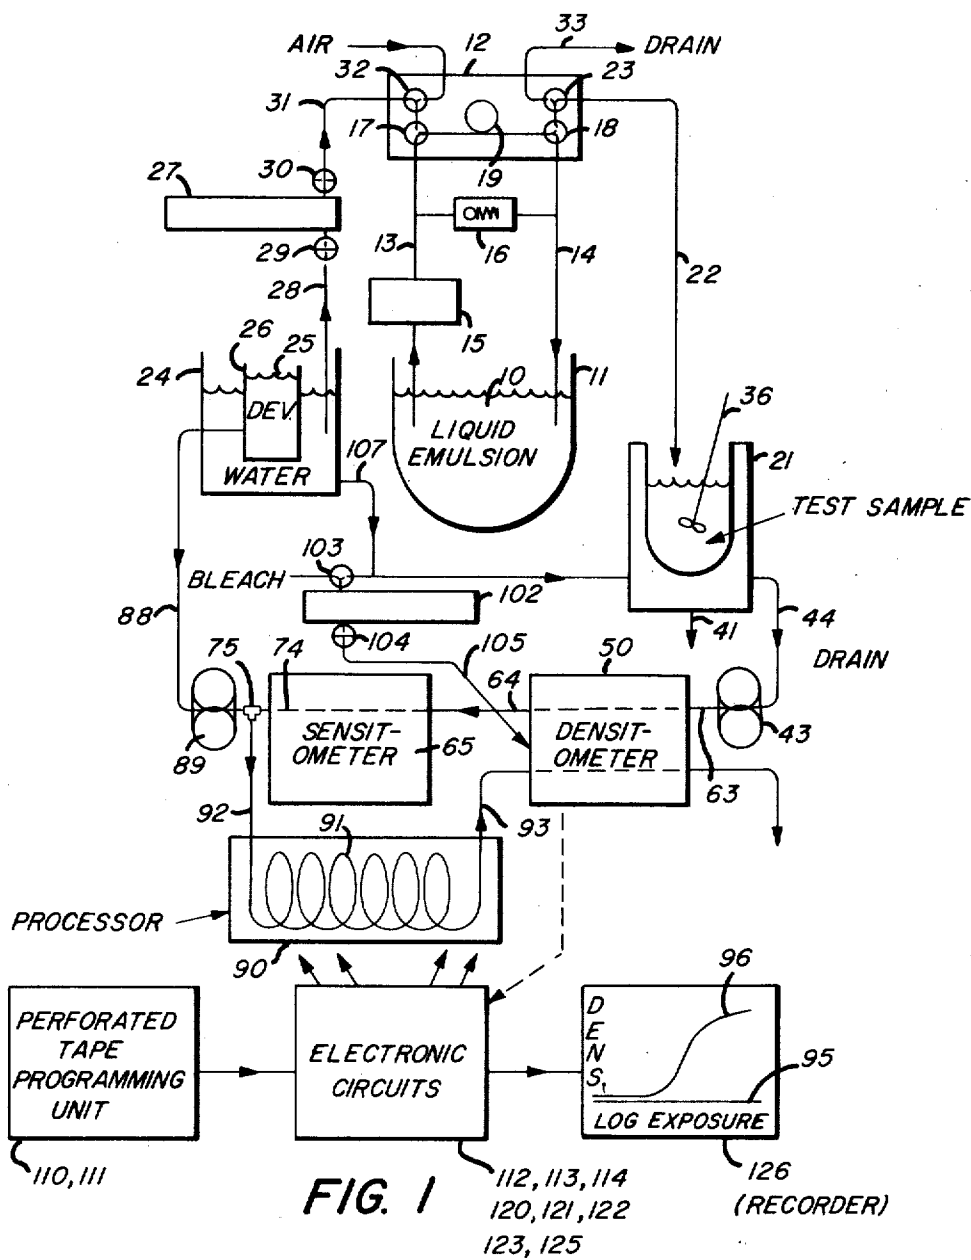 33
AIR
12
DRAIN
32
23
31
17
18
30
19
27
13
16
14
29
22
28
15
26
25
24
10
11
DEV.
LIQUID
EMULSION
36
107
WATER
21
TEST SAMPLE
103
BLEACH
102
88
104
41
44
75
74
105
50
DRAIN
64
SENSIT-
OMETER
65
DENSIT-
OMETER
43
89
63
92
91
93
PROCESSOR
90
96
PERFORATED
TAPE
PROGRAMMING
UNIT
ELECTRONIC
CIRCUITS
DENS.
95
LOG EXPOSURE
110, 111
FIG. 1
112, 113, 114
120, 121, 122
123, 125
126
(RECORDER)